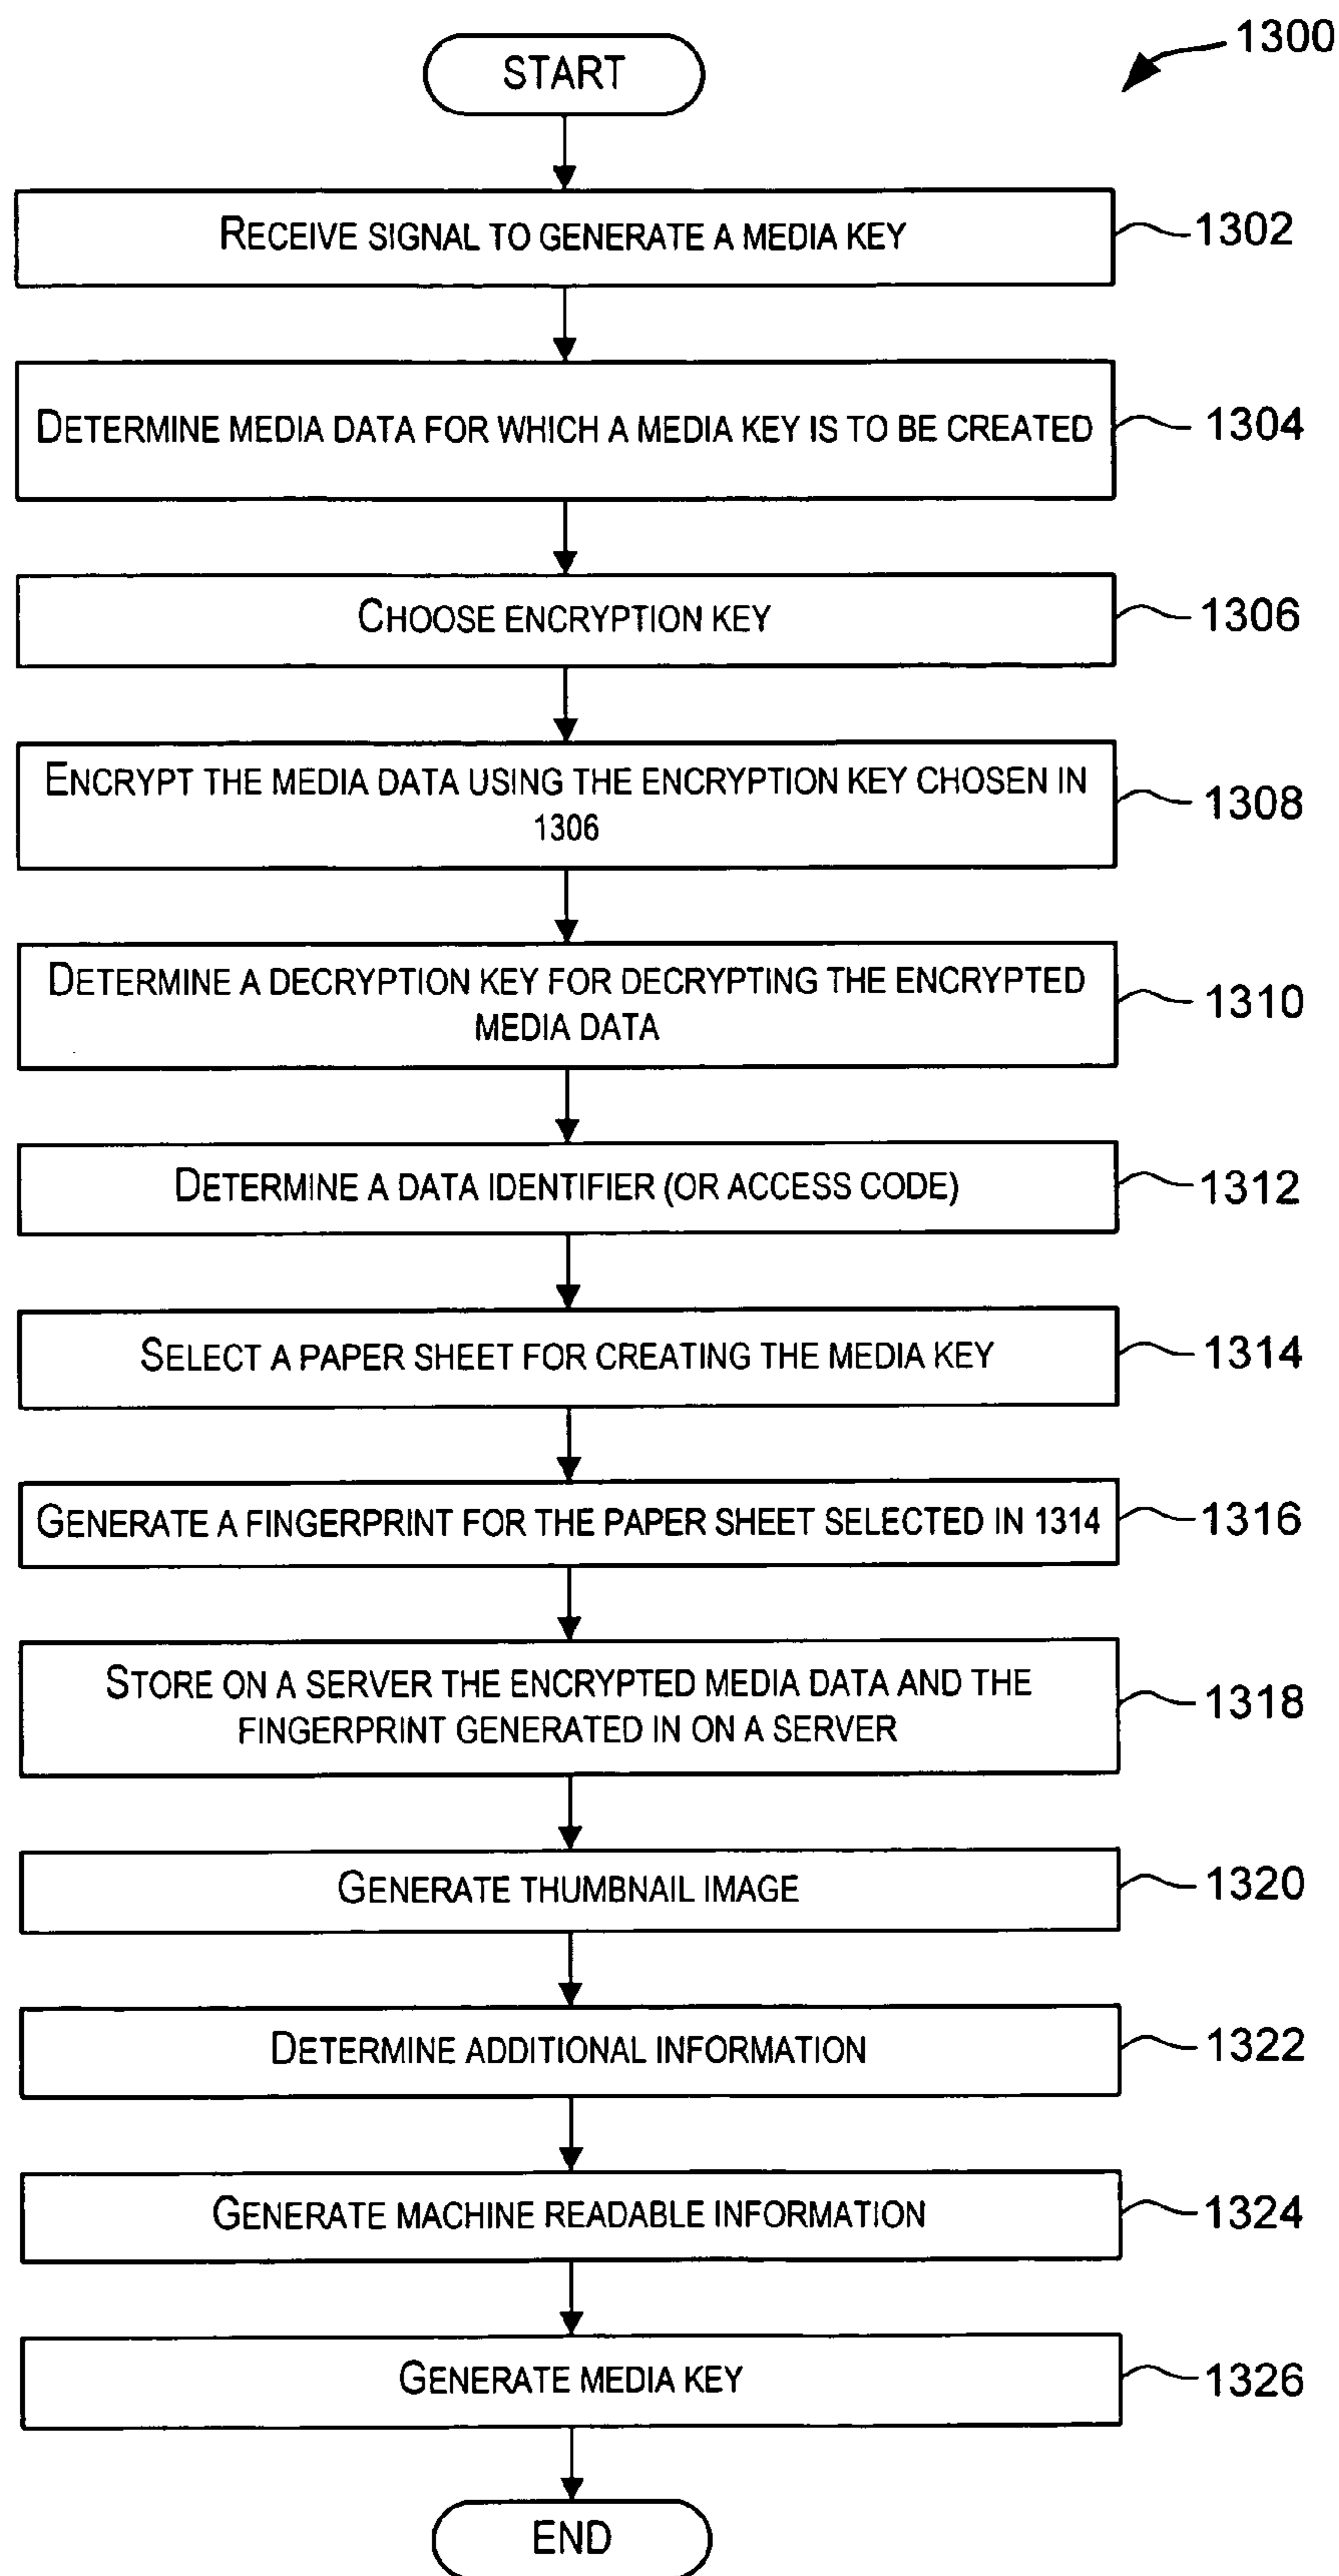 1300
START
RECEIVE SIGNAL TO GENERATE A MEDIA KEY
1302
DETERMINE MEDIA DATA FOR WHICH A MEDIA KEY IS TO BE CREATED
1304
CHOOSE ENCRYPTION KEY
1306
ENCRYPT THE MEDIA DATA USING THE ENCRYPTION KEY CHOSEN IN
1306
1308
DETERMINE A DECRYPTION KEY FOR DECRYPTING THE ENCRYPTED
MEDIA DATA
1310
DETERMINE A DATA IDENTIFIER (OR ACCESS CODE)
1312
SELECT A PAPER SHEET FOR CREATING THE MEDIA KEY
1314
GENERATE A FINGERPRINT FOR THE PAPER SHEET SELECTED IN 1314
1316
STORE ON A SERVER THE ENCRYPTED MEDIA DATA AND THE
FINGERPRINT GENERATED IN ON A SERVER
1318
GENERATE THUMBNAIL IMAGE
1320
DETERMINE ADDITIONAL INFORMATION
1322
GENERATE MACHINE READABLE INFORMATION
1324
GENERATE MEDIA KEY
1326
END